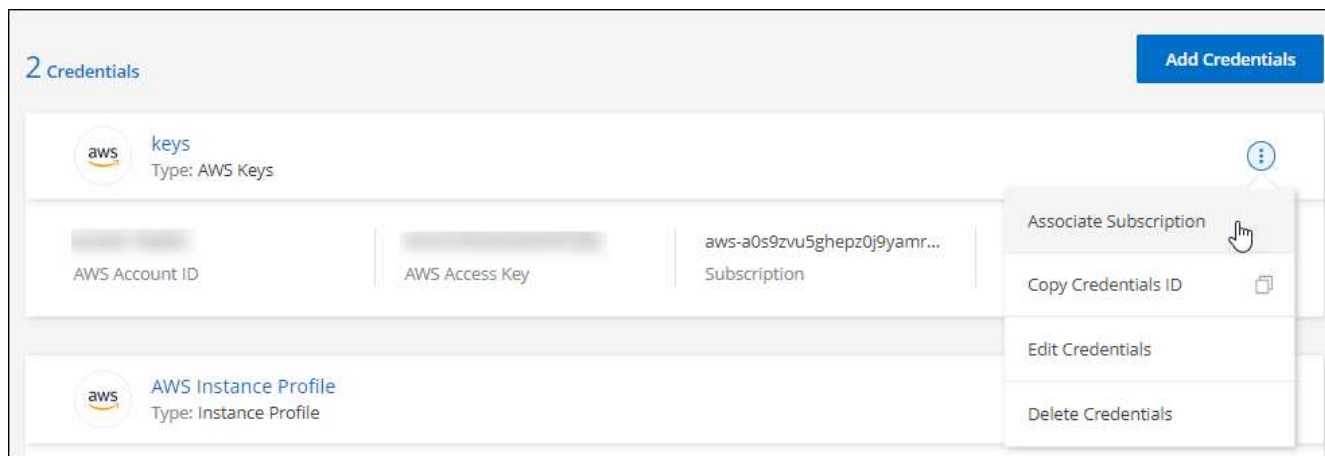 2 Credentials
Add Credentials
aws
keys
Type: AWS Keys
aws-a0s9zvu5ghepz0j9yamr...
AWS Account ID
AWS Access Key
Subscription
Associate Subscription
Copy Credentials ID
Edit Credentials
Delete Credentials
aws
AWS Instance Profile
Type: Instance Profile